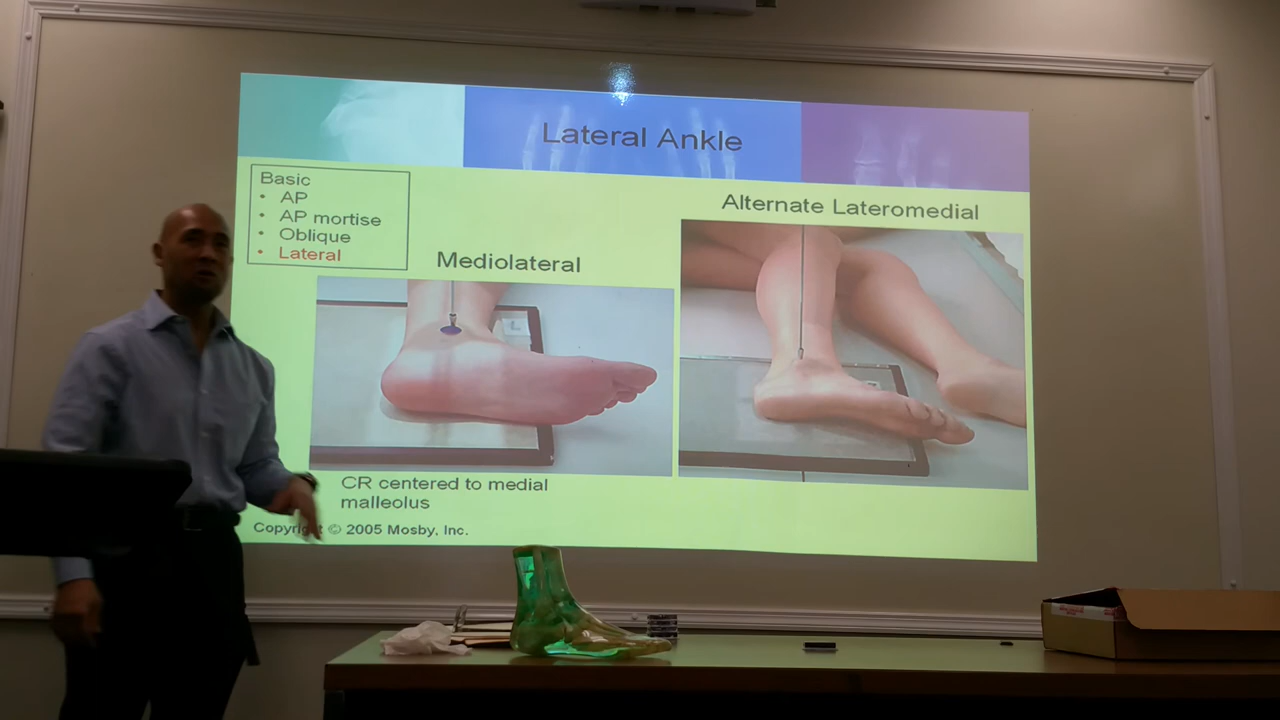 Lateral Ankle
Basic
• AP
• AP mortise
• Oblique
• Lateral
Mediolateral
Alternate Lateromedial
L
CR centered to medial
malleolus
Copyright © 2005 Mosby, Inc.